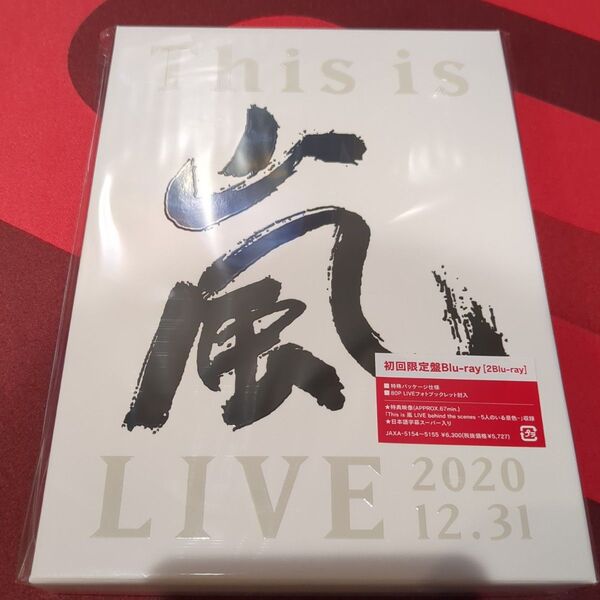 This is
嵐
LIVE 2020
12.31
初回限定盤Blu-ray [2Blu-ray]
■特殊パッケージ仕様
■80P LIVEフォトブックレット封入
★特典映像(APPROX.67min.)
「This is 嵐 LIVE behind the scenes -5人のいる景色-」収録
★日本語字幕スーパー入り
JAXA-5154~5155 ¥6,300(税抜価格¥5,727)